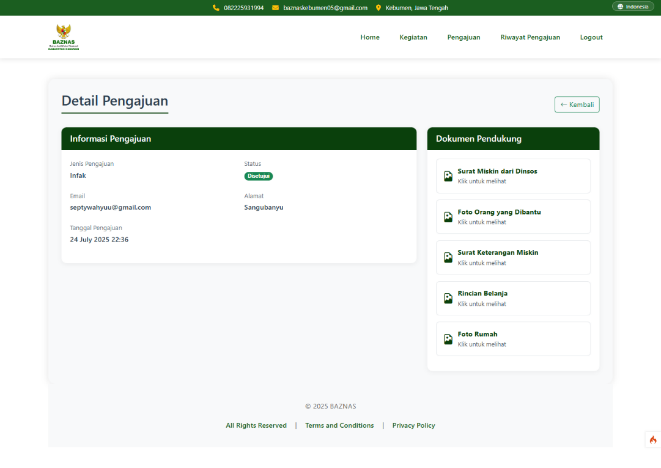 082225931994 baznaskebumen05@gmail.com Kebumen, Jawa Tengah
Indonesia
BAZNAS
KABUPATEN KEBUMEN
Home Kegiatan Pengajuan Riwayat Pengajuan Logout
Detail Pengajuan
← Kembali
Informasi Pengajuan
Jenis Pengajuan
Infak
Status
Disetujui
Email
septywahyuu@gmail.com
Alamat
Sangubanyu
Tanggal Pengajuan
24 July 2025 22:36
Dokumen Pendukung
Surat Miskin dari Dinsos
Klik untuk melihat
Foto Orang yang Dibantu
Klik untuk melihat
Surat Keterangan Miskin
Klik untuk melihat
Rincian Belanja
Klik untuk melihat
Foto Rumah
Klik untuk melihat
© 2025 BAZNAS
All Rights Reserved | Terms and Conditions | Privacy Policy